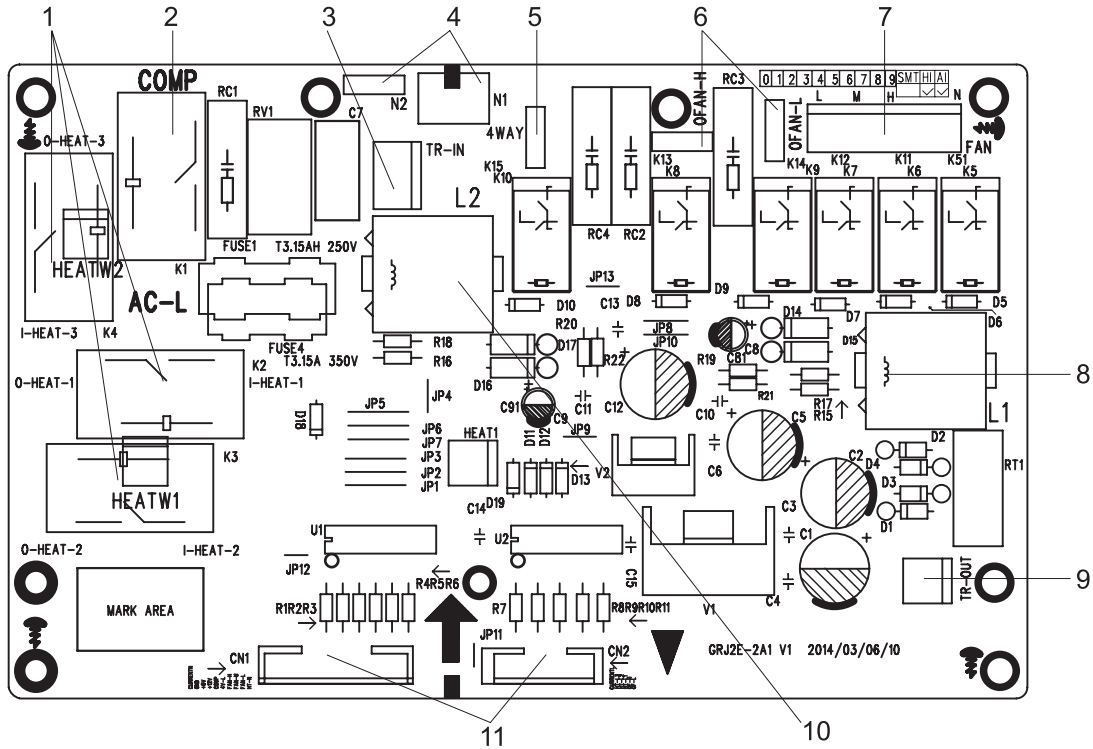 1 2 3 4 5 6 7
COMP
RC1
RV1
C7
N2
N1
4WAY
OFAN-H
RC3
0 1 2 3 4 5 6 7 8 9 SMT HI AI
L M H N
OFAN-L
FAN
O-HEAT-3
TR-IN
K15
K10
K13
K8
K14
K9
K12
K7
K11
K6
K51
K5
L2
HEATW2
K1
FUSE1 T3.15AH 250V
RC4 RC2
AC-L
JP13
C13
D10
D8
D9
D14
D7
D5
D6
I-HEAT-3 K4
FUSE4
T3.15A 350V
R18
R16
R20
D17
R22
JP8
JP10
R19
C8
C81
D15
8
O-HEAT-1
K2
I-HEAT-1
D16
JP4
C91
C9
C11
C12
C10
R21
R17
R15
L1
D18
JP5
JP6
JP7
JP3
JP2
JP1
HEAT1
D11
D12
JP9
C5
C6
V2
D13
D19
D2
C2
D4
D3
D1
RT1
K3
HEATW1
C14
C3
C1
O-HEAT-2 I-HEAT-2
U1
U2
JP12
C15
V1
C4
TR-OUT
9
MARK AREA
R1R2R3
R4R5R6
R7
R8R9R10R11
CN1
JP11
CN2
GRJ2E-2A1 V1 2014/03/06/10
11
10